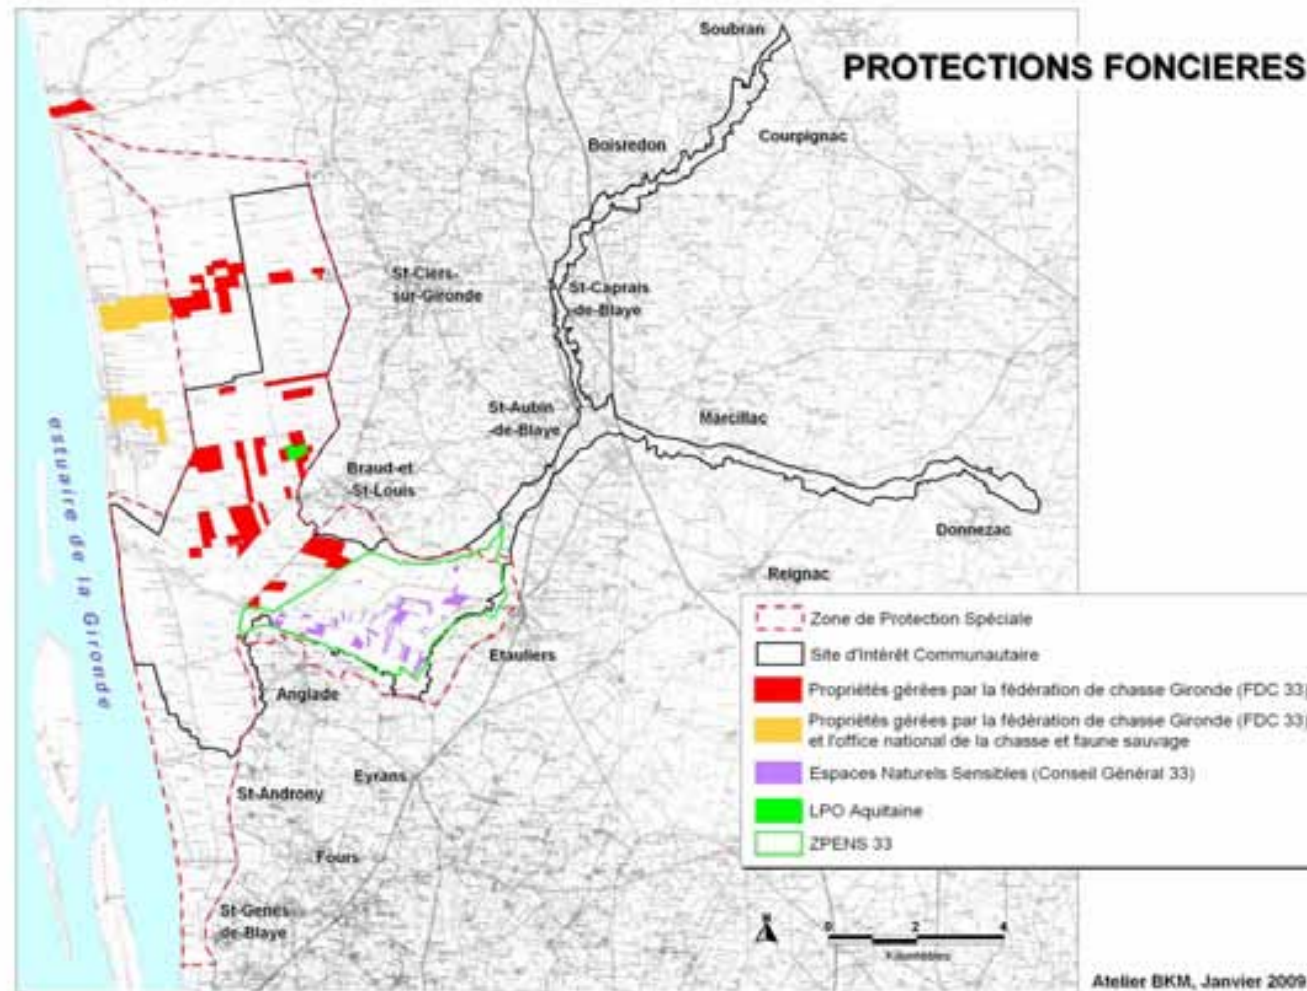 PROTECTIONS FONCIERES
Soubran
Courpignac
Boisredon
St-Ciers-
sur-Gironde
St-Caprais
-de-Blaye
St-Aubin
-de-Blaye
Marcillac
Braud-et
-St-Louis
Donnezac
Reignac
estuaire de la Gironde
Etauliers
Anglade
Eyrans
St-Androny
Fours
St-Genès
de-Blaye
Zone de Protection Spéciale
Site d'Intérêt Communautaire
Propriétés gérées par la fédération de chasse Gironde (FDC 33)
Propriétés gérées par la fédération de chasse Gironde (FDC 33)
et l'office national de la chasse et faune sauvage
Espaces Naturels Sensibles (Conseil Général 33)
LPO Aquitaine
ZPENS 33
N
0 2 4
Kilomètres
Atelier BKM, Janvier 2009